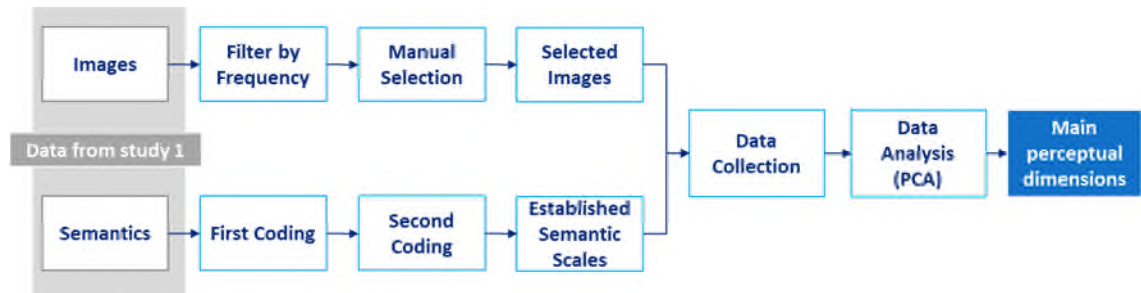 Images
Filter by
Frequency
Manual
Selection
Selected
Images
Data from study 1
Data
Collection
Data
Analysis
(PCA)
Main
perceptual
dimensions
Semantics
First Coding
Second
Coding
Established
Semantic
Scales